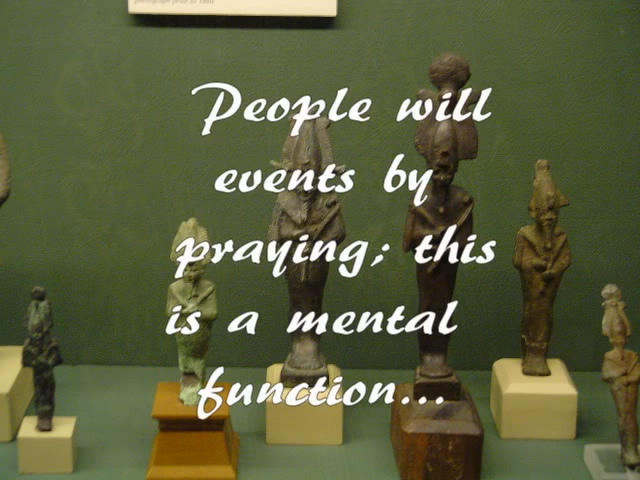 People will
events by
praying; this
is a mental
function...